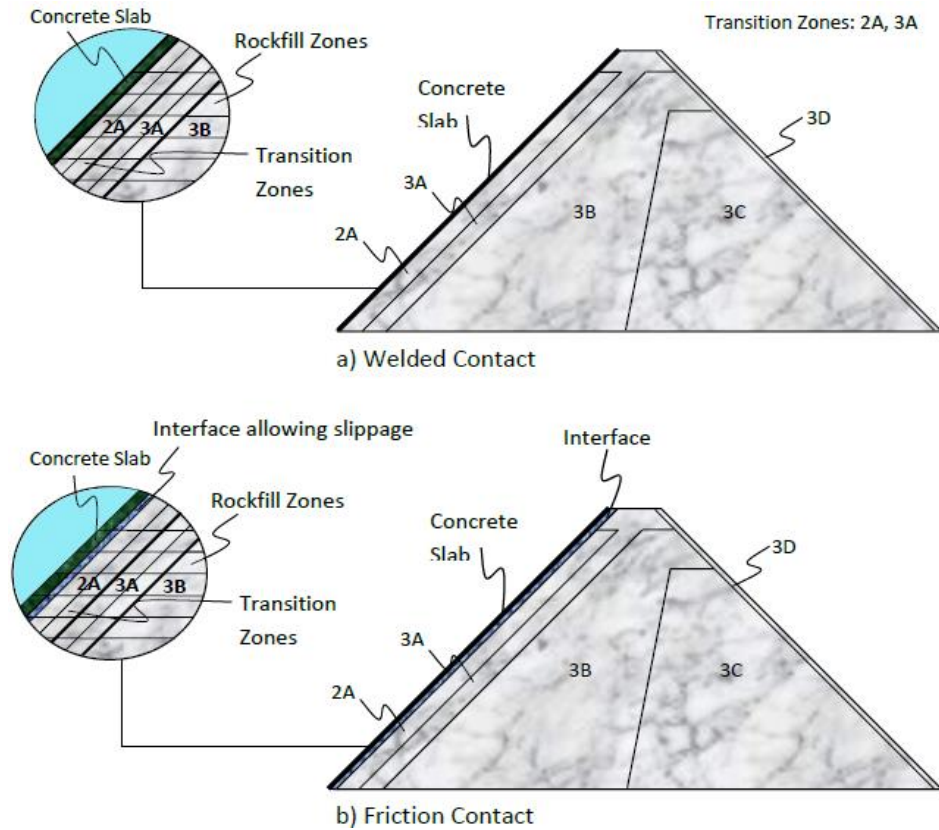 Concrete Slab
Transition Zones: 2A, 3A
Rockfill Zones
Concrete
Slab
3D
2A 3A 3B
Transition
Zones
3A
3B
3C
2A
a) Welded Contact
Interface allowing slippage
Interface
Concrete Slab
Rockfill Zones
Concrete
Slab
3D
2A 3A 3B
Transition
Zones
3A
3B
3C
2A
b) Friction Contact